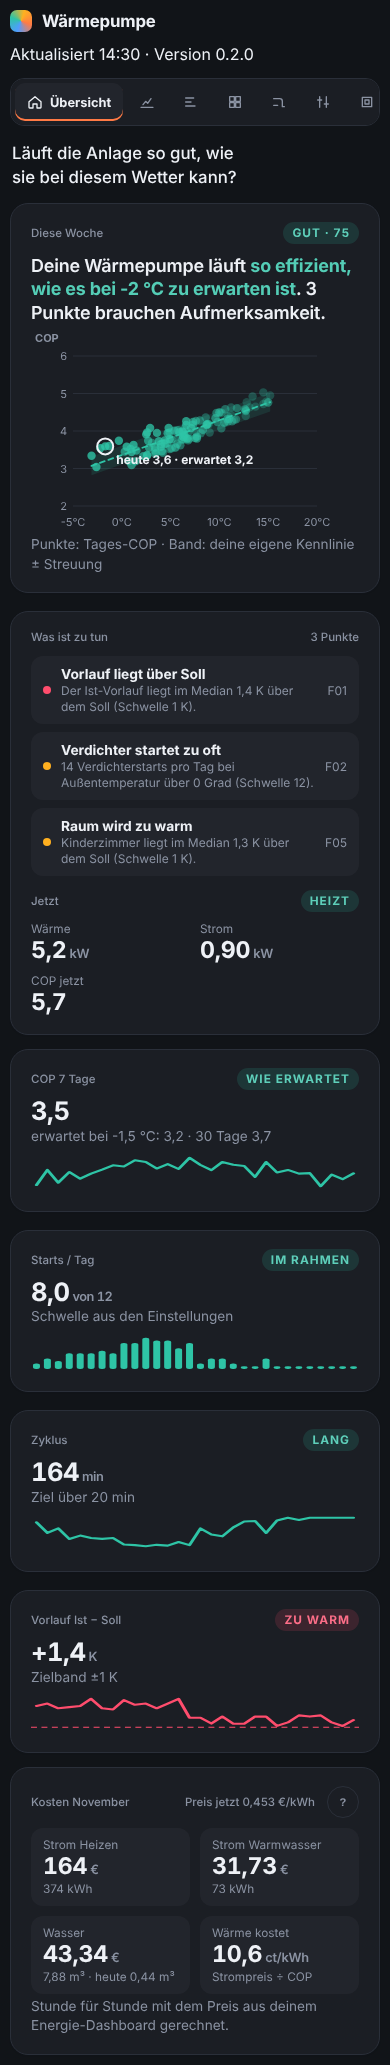 Wärmepumpe
Aktualisiert 14:30 · Version 0.2.0
Übersicht
Läuft die Anlage so gut, wie
sie bei diesem Wetter kann?
Diese Woche
GUT · 75
Deine Wärmepumpe läuft so effizient,
wie es bei -2 °C zu erwarten ist. 3
Punkte brauchen Aufmerksamkeit.
COP
6
5
4
3
2
heute 3,6 · erwartet 3,2
-5°C 0°C 5°C 10°C 15°C 20°C
Punkte: Tages-COP · Band: deine eigene Kennlinie
± Streuung
Was ist zu tun
3 Punkte
Vorlauf liegt über Soll
Der Ist-Vorlauf liegt im Median 1,4 K über
dem Soll (Schwelle 1 K).
F01
Verdichter startet zu oft
14 Verdichterstarts pro Tag bei
Außentemperatur über 0 Grad (Schwelle 12).
F02
Raum wird zu warm
Kinderzimmer liegt im Median 1,3 K über
dem Soll (Schwelle 1 K).
F05
Jetzt
HEIZT
Wärme
5,2 kW
Strom
0,90 kW
COP jetzt
5,7
COP 7 Tage
WIE ERWARTET
3,5
erwartet bei -1,5 °C: 3,2 · 30 Tage 3,7
Starts / Tag
IM RAHMEN
8,0 von 12
Schwelle aus den Einstellungen
Zyklus
LANG
164 min
Ziel über 20 min
Vorlauf Ist – Soll
ZU WARM
+1,4 K
Zielband ±1 K
Kosten November
Preis jetzt 0,453 €/kWh
?
Strom Heizen
164 €
374 kWh
Strom Warmwasser
31,73 €
73 kWh
Wasser
43,34 €
7,88 m³ · heute 0,44 m³
Wärme kostet
10,6 ct/kWh
Strompreis ÷ COP
Stunde für Stunde mit dem Preis aus deinem
Energie-Dashboard gerechnet.